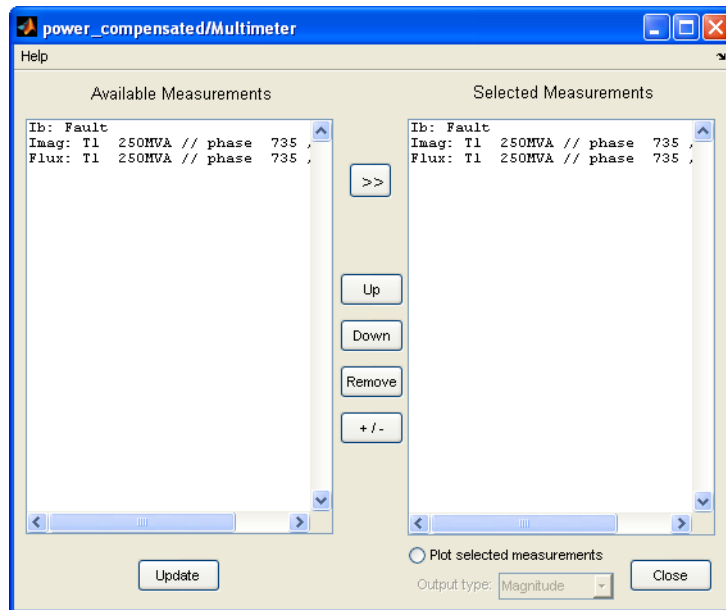 power_compensated/Multimeter
Help
Available Measurements
Selected Measurements
Ib: Fault
Imag: T1 250MVA // phase 735 ,
Flux: T1 250MVA // phase 735 ,
>>
Up
Down
Remove
+ / -
Ib: Fault
Imag: T1 250MVA // phase 735 ,
Flux: T1 250MVA // phase 735 ,
Update
Plot selected measurements
Output type: Magnitude
Close